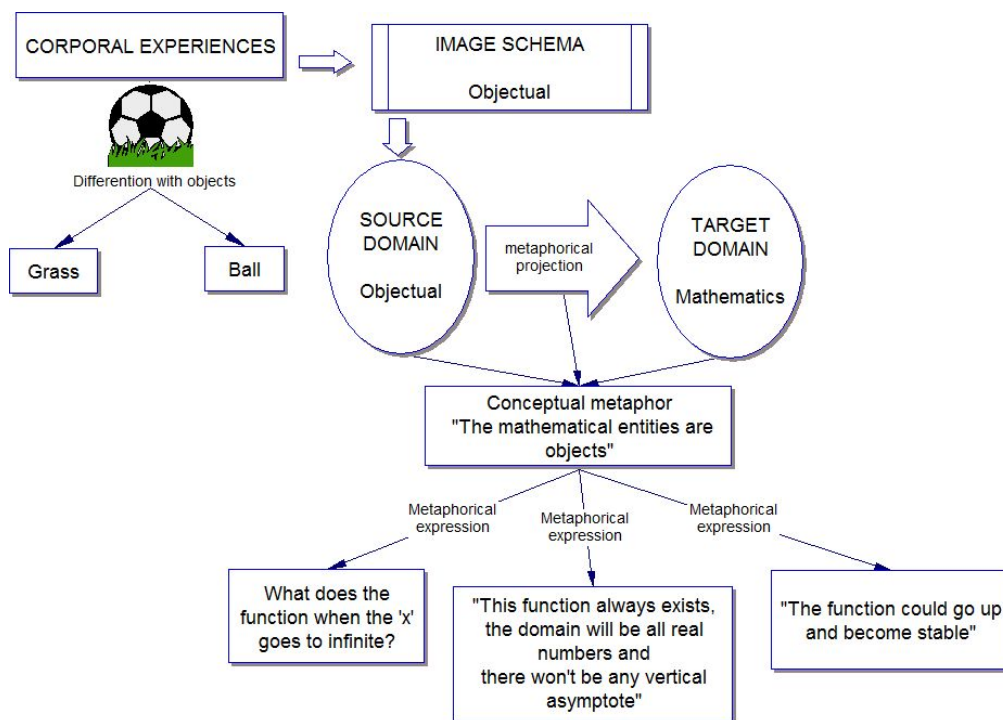 CORPORAL EXPERIENCES
IMAGE SCHEMA
Objectual
Differention with objects
Grass
Ball
SOURCE
DOMAIN
Objectual
metaphorical
projection
TARGET
DOMAIN
Mathematics
Conceptual metaphor
"The mathematical entities are
objects"
Metaphorical
expression
Metaphorical
expression
Metaphorical
expression
What does the
function when the 'x'
goes to infinite?
"This function always exists,
the domain will be all real
numbers and
there won't be any vertical
asymptote"
"The function could go up
and become stable"